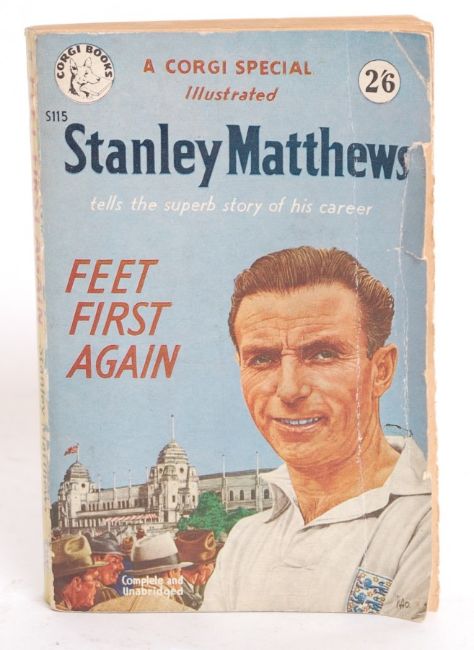 CORGI BOOKS
A CORGI SPECIAL
Illustrated
2/6
S115
Stanley Matthews
tells the superb story of his career
FEET
FIRST
AGAIN
Complete and
Unabridged